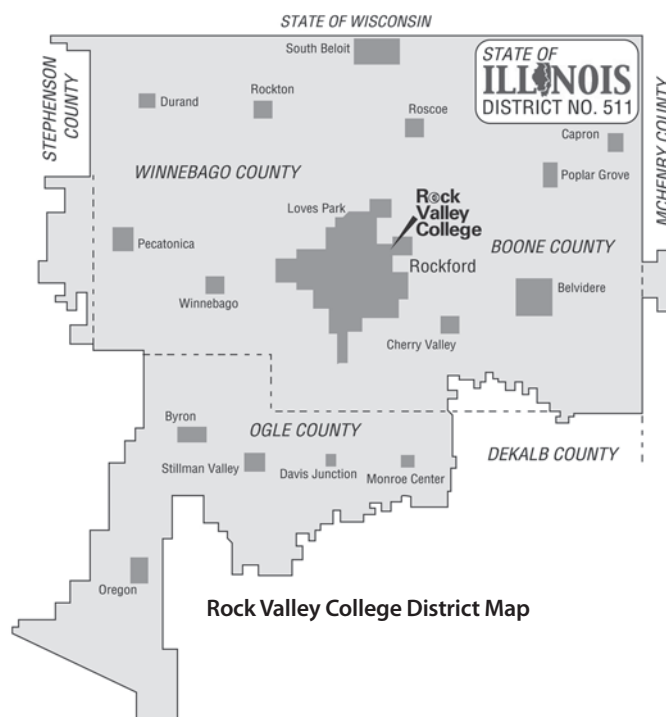 STATE OF WISCONSIN
South Beloit
STATE OF
ILLINOIS
DISTRICT NO. 511
STEPHENSON
COUNTY
MCHENRY COUNTY
Durand
Rockton
Roscoe
Capron
WINNEBAGO COUNTY
Poplar Grove
Loves Park
Rock
Valley
College
Pecatonica
BOONE COUNTY
Rockford
Winnebago
Belvidere
Cherry Valley
Byron
OGLE COUNTY
Stillman Valley
Davis Junction
Monroe Center
DEKALB COUNTY
Oregon
Rock Valley College District Map